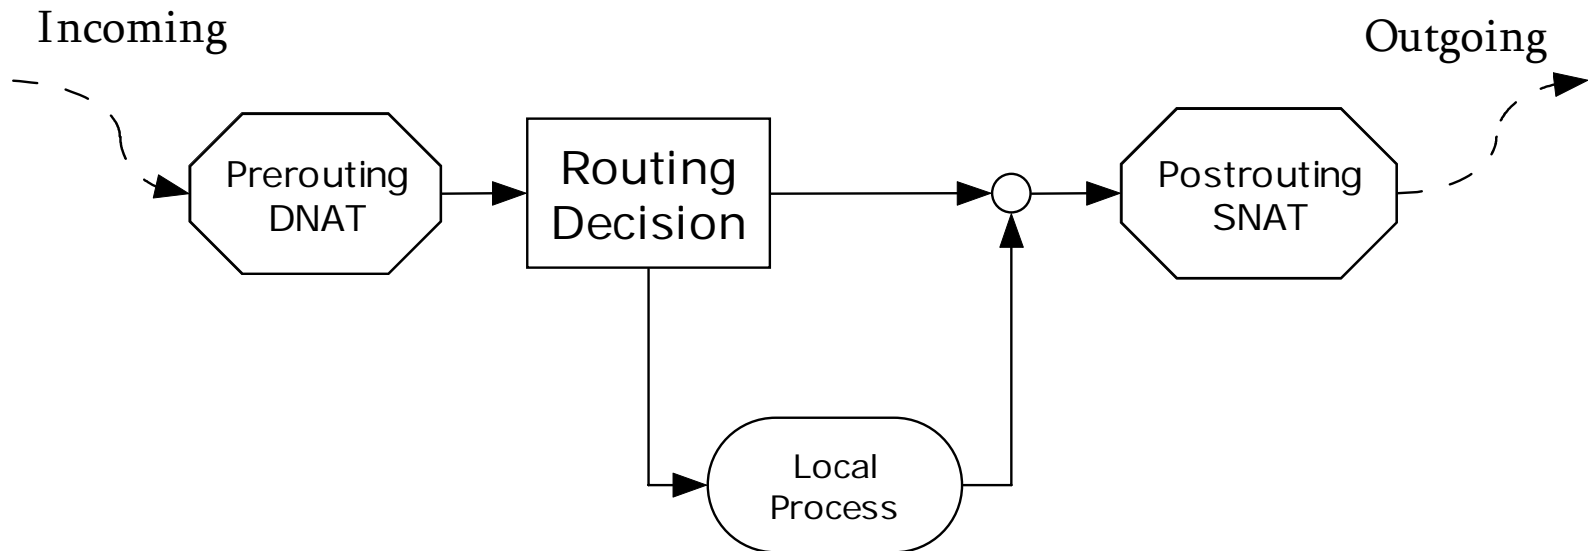 Incoming
Outgoing
Prerouting
DNAT
Routing
Decision
Postrouting
SNAT
Local
Process